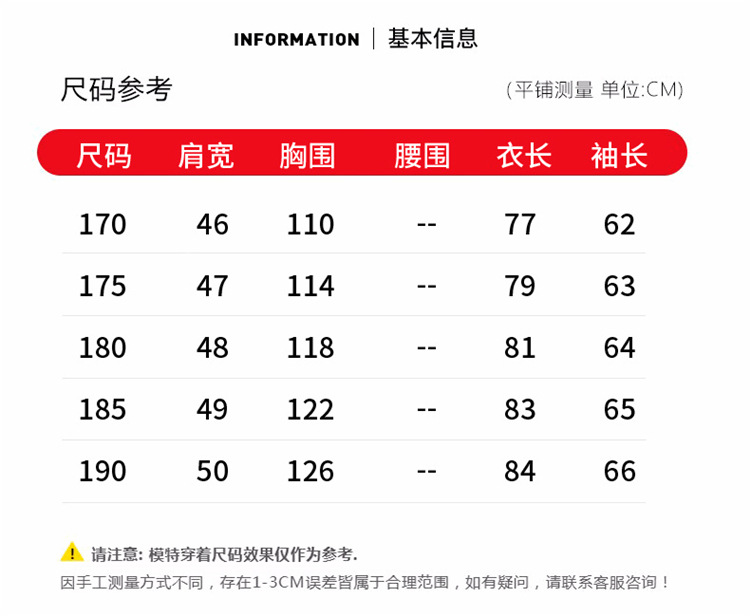 INFORMATION | 基本信息
尺码参考 (平铺测量 单位:CM)
尺码 肩宽 胸围 腰围 衣长 袖长
170 46 110 -- 77 62
175 47 114 -- 79 63
180 48 118 -- 81 64
185 49 122 -- 83 65
190 50 126 -- 84 66
请注意: 模特穿着尺码效果仅作为参考.
因手工测量方式不同，存在1-3CM误差皆属于合理范围，如有疑问，请联系客服咨询！